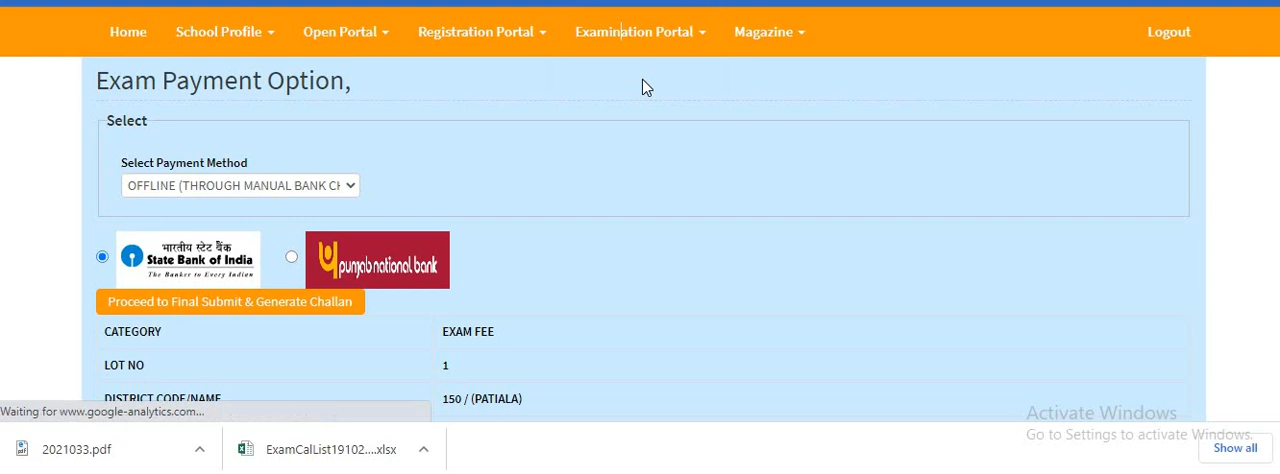 Home School Profile Open Portal Registration Portal Examination Portal Magazine Logout
Exam Payment Option,
Select
Select Payment Method
OFFLINE (THROUGH MANUAL BANK CH
भारतीय स्टेट बैंक
State Bank of India
The Banker to Every Indian
punjab national bank
Proceed to Final Submit & Generate Challan
CATEGORY EXAM FEE
LOT NO 1
DISTRICT CODE/NAME 150 / (PATIALA)
Waiting for www.google-analytics.com...
Activate Windows
Go to Settings to activate Windows.
2021033.pdf ExamCalList19102....xlsx Show all